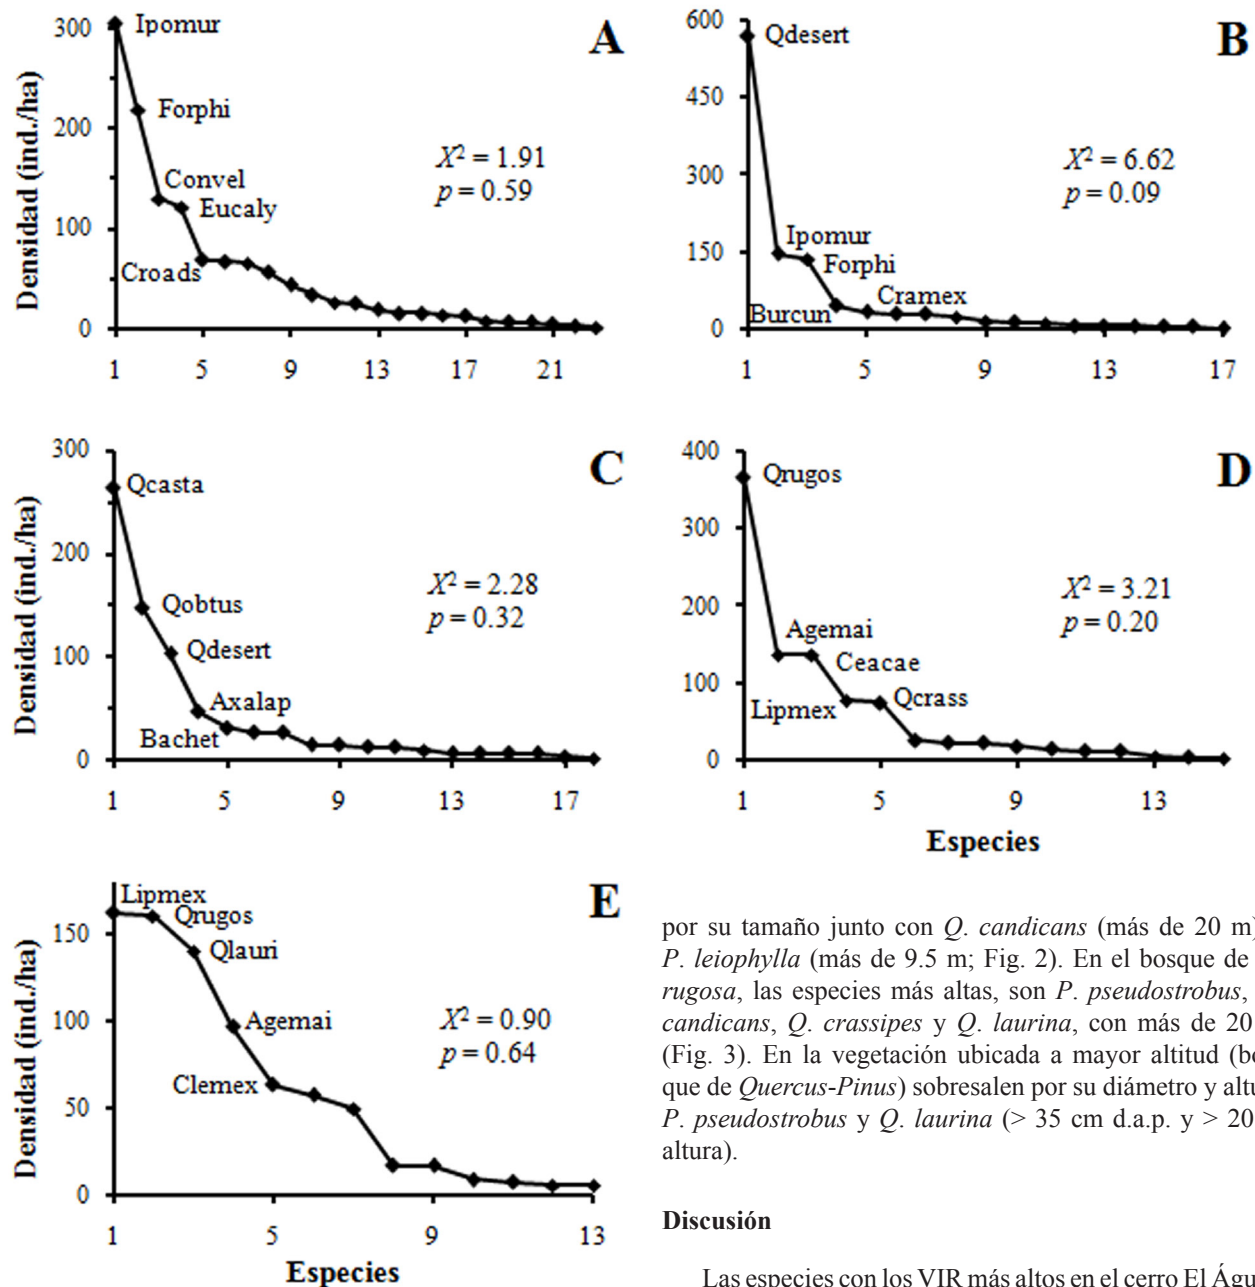 A
Densidad (ind./ha)
300
200
100
0
Ipomur
Forphi
Convel
Eucaly
Croads
X² = 1.91
p = 0.59
1 5 9 13 17 21
B
600
450
300
150
0
Qdesert
Ipomur
Forphi
Cramex
Burcun
X² = 6.62
p = 0.09
1 5 9 13 17
C
Densidad (ind./ha)
300
200
100
0
Qcasta
Qobtus
Qdesert
Axalap
Bachet
X² = 2.28
p = 0.32
1 5 9 13 17
D
400
300
200
100
0
Qrugos
Agemai
Ceacae
Lipmex
Qcrass
X² = 3.21
p = 0.20
1 5 9 13
Especies
E
Densidad (ind./ha)
150
100
50
0
Lipmex
Qrugos
Qlauri
Agemai
Clemex
X² = 0.90
p = 0.64
1 5 9 13
Especies
por su tamaño junto con Q. candicans (más de 20 m)
P. leiophylla (más de 9.5 m; Fig. 2). En el bosque de
rugosa, las especies más altas, son P. pseudostrobus,
candicans, Q. crassipes y Q. laurina, con más de 20
(Fig. 3). En la vegetación ubicada a mayor altitud (bo
que de Quercus-Pinus) sobresalen por su diámetro y altu
P. pseudostrobus y Q. laurina (> 35 cm d.a.p. y > 20
altura).
Discusión
Las especies con los VIR más altos en el cerro El Águ